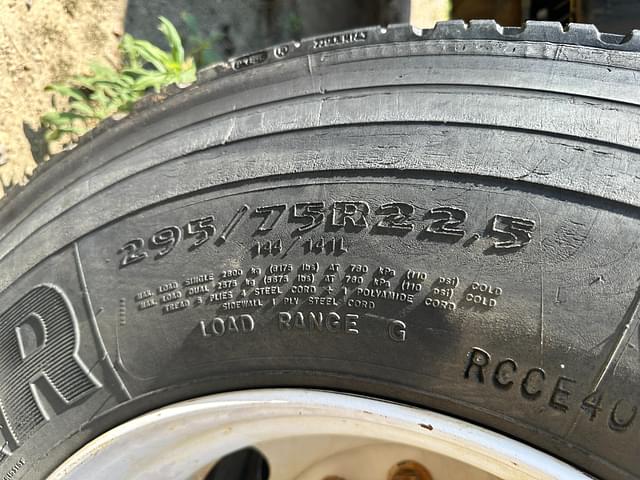 295/75R22.5
144/141L
MAX. LOAD SINGLE 2800 kg (6175 lbs) AT 760 kPa (110 psi) COLD
MAX. LOAD DUAL 2575 kg (5675 lbs) AT 760 kPa (110 psi) COLD
TREAD 5 PLIES 4 STEEL CORD + 1 POLYAMIDE CORD
SIDEWALL 1 PLY STEEL CORD
LOAD RANGE G
RCCE40
R